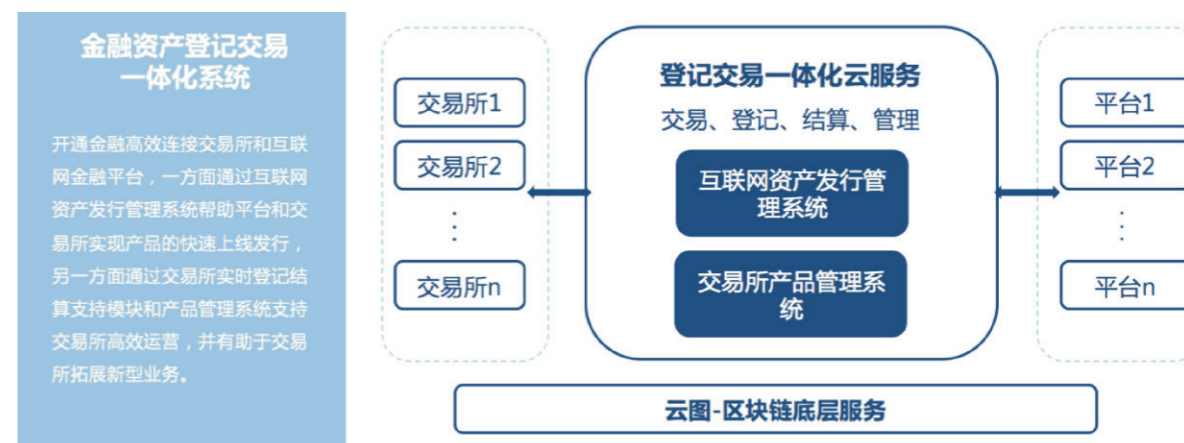 金融资产登记交易
一体化系统
开通金融高效连接交易所和互联
网金融平台，一方面通过互联网
资产发行管理系统帮助平台和交
易所实现产品的快速上线发行，
另一方面通过交易所实时登记结
算支持模块和产品管理系统支持
交易所高效运营，并有助于交易
所拓展新型业务。
交易所1
交易所2
⋮
交易所n
登记交易一体化云服务
交易、登记、结算、管理
互联网资产发行管
理系统
交易所产品管理系
统
平台1
平台2
⋮
平台n
云图-区块链底层服务